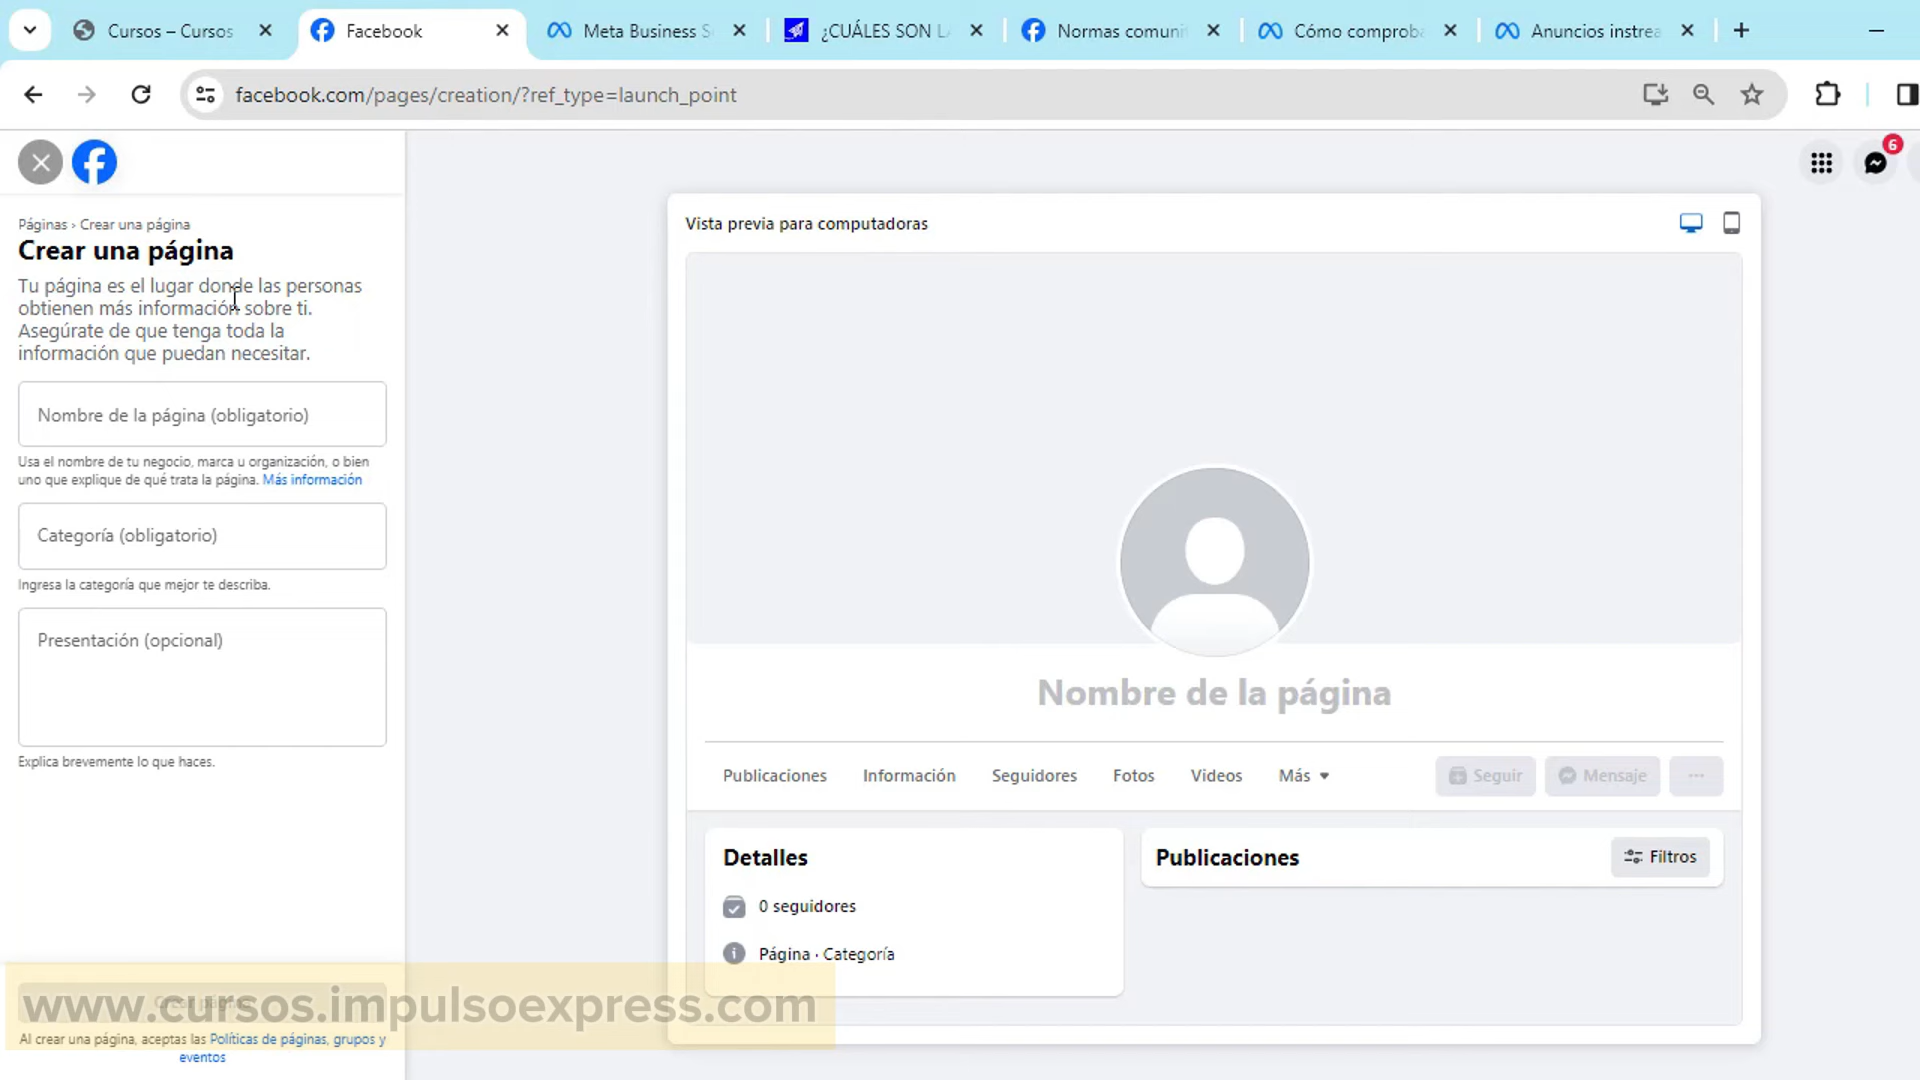 Cursos – Cursos
Facebook
Meta Business S
¿CUÁLES SON LA
Normas comuni
Cómo comproba
Anuncios instrea
facebook.com/pages/creation/?ref_type=launch_point
6
Páginas › Crear una página
Crear una página
Tu página es el lugar donde las personas
obtienen más información sobre ti.
Asegúrate de que tenga toda la
información que puedan necesitar.
Nombre de la página (obligatorio)
Usa el nombre de tu negocio, marca u organización, o bien
uno que explique de qué trata la página. Más información
Categoría (obligatorio)
Ingresa la categoría que mejor te describa.
Presentación (opcional)
Explica brevemente lo que haces.
www.cursos.impulsoexpress.com
Al crear una página, aceptas las Políticas de páginas, grupos y
eventos
Vista previa para computadoras
Nombre de la página
Publicaciones
Información
Seguidores
Fotos
Videos
Más
Seguir
Mensaje
Detalles
0 seguidores
Página · Categoría
Publicaciones
Filtros